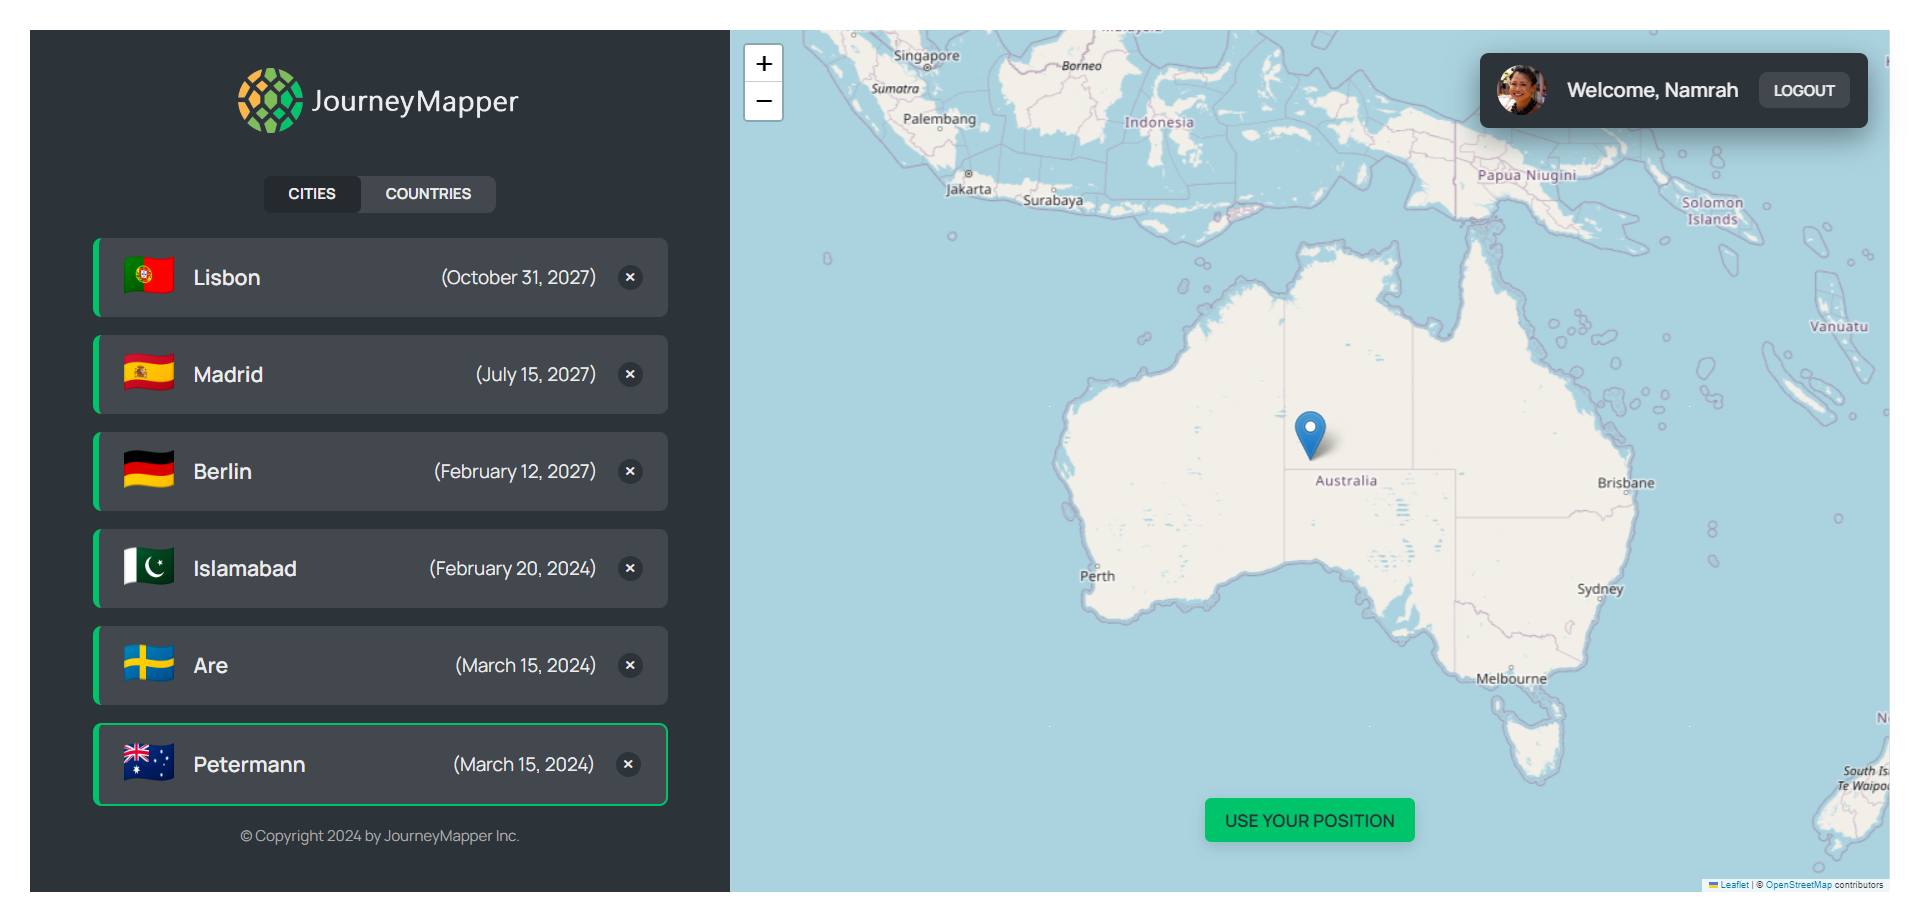 JourneyMapper
CITIES
COUNTRIES
Lisbon
(October 31, 2027)
×
Madrid
(July 15, 2027)
×
Berlin
(February 12, 2027)
×
Islamabad
(February 20, 2024)
×
Are
(March 15, 2024)
×
Petermann
(March 15, 2024)
×
© Copyright 2024 by JourneyMapper Inc.
+
−
Welcome, Namrah
LOGOUT
Malaysia
Singapore
Borneo
Sumatra
Palembang
Indonesia
Jakarta
Surabaya
Papua Niugini
Solomon
Islands
Vanuatu
Australia
Brisbane
Perth
Sydney
Melbourne
South Is
Te Waipo
USE YOUR POSITION
Leaflet | © OpenStreetMap contributors